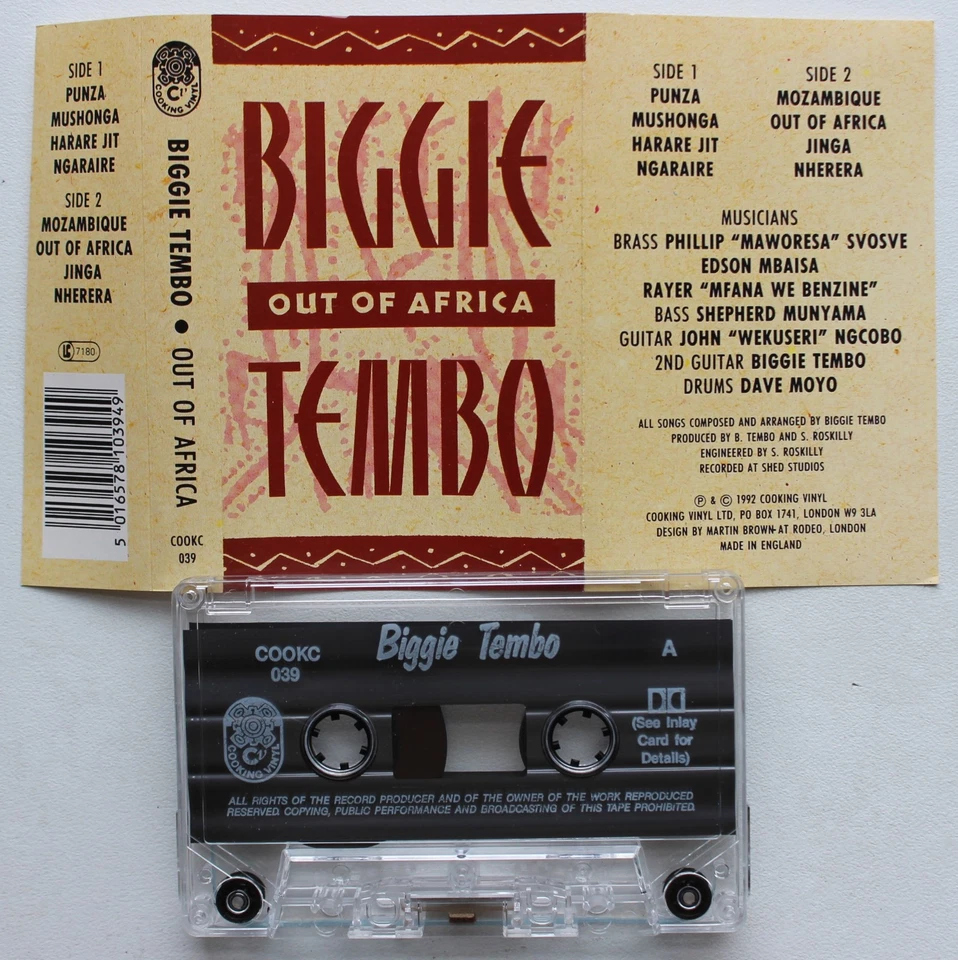 SIDE 1
PUNZA
MUSHONGA
HARARE JIT
NGARAIRE
SIDE 2
MOZAMBIQUE
OUT OF AFRICA
JINGA
NHERERA
LC 7180
5 016578 103949
COOKING VINYL
BIGGIE TEMBO • OUT OF AFRICA
COOKC
039
BIGGIE
OUT OF AFRICA
TEMBO
SIDE 1
PUNZA
MUSHONGA
HARARE JIT
NGARAIRE
SIDE 2
MOZAMBIQUE
OUT OF AFRICA
JINGA
NHERERA
MUSICIANS
BRASS PHILLIP “MAWORESA” SVOSVE
EDSON MBAISA
RAYER “MFANA WE BENZINE”
BASS SHEPHERD MUNYAMA
GUITAR JOHN “WEKUSERI” NGCOBO
2ND GUITAR BIGGIE TEMBO
DRUMS DAVE MOYO
ALL SONGS COMPOSED AND ARRANGED BY BIGGIE TEMBO
PRODUCED BY B. TEMBO AND S. ROSKILLY
ENGINEERED BY S. ROSKILLY
RECORDED AT SHED STUDIOS
℗ & © 1992 COOKING VINYL
COOKING VINYL LTD, PO BOX 1741, LONDON W9 3LA
DESIGN BY MARTIN BROWN AT RODEO, LONDON
MADE IN ENGLAND
COOKC
039
Biggie Tembo
A
COOKING VINYL
CV
(See Inlay
Card for
Details)
ALL RIGHTS OF THE RECORD PRODUCER AND OF THE OWNER OF THE WORK REPRODUCED
RESERVED. COPYING, PUBLIC PERFORMANCE AND BROADCASTING OF THIS TAPE PROHIBITED.